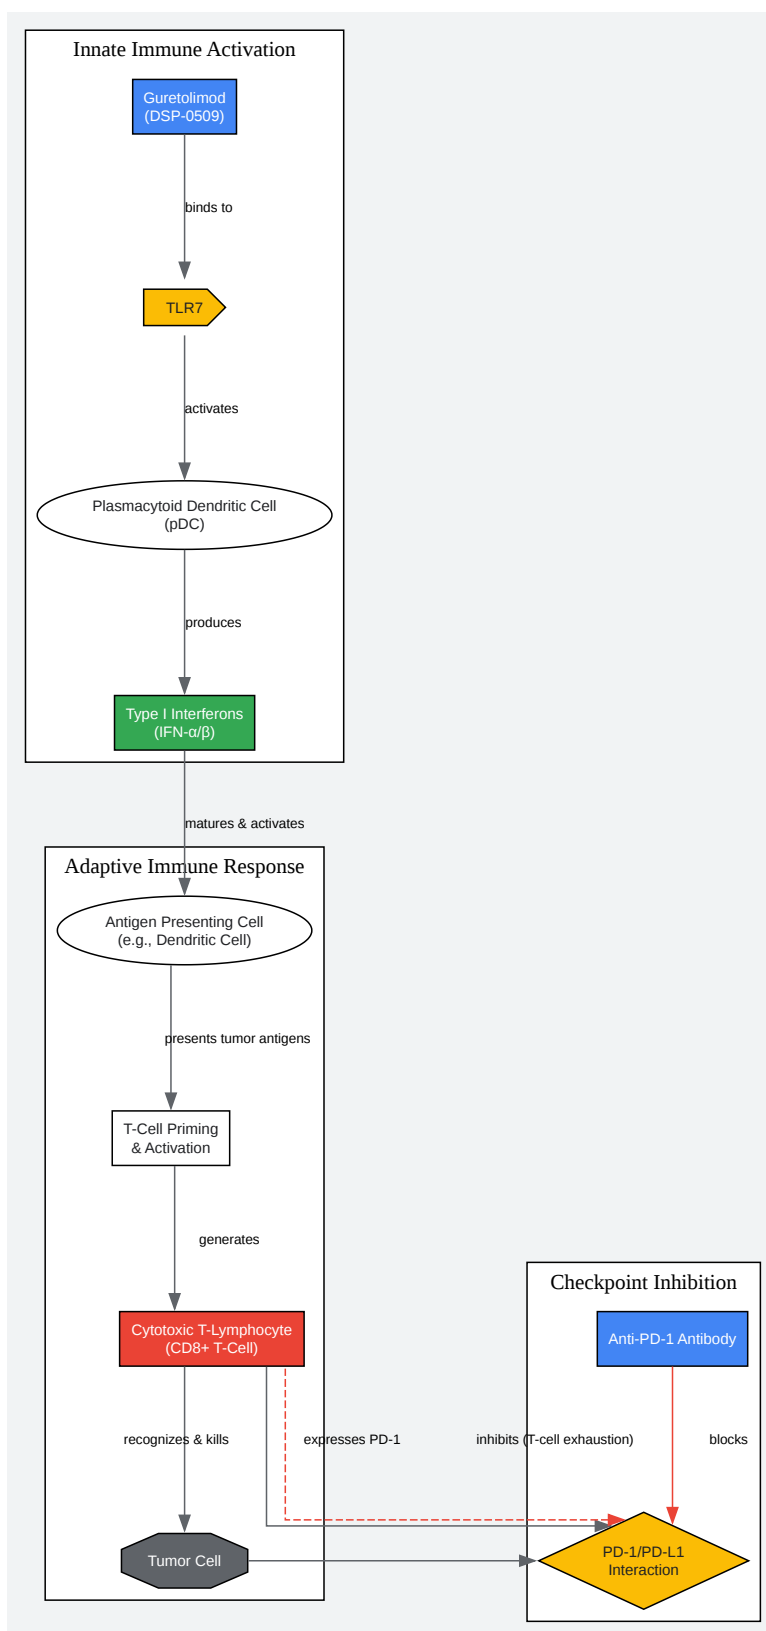 Innate Immune Activation
Guretolimod
(DSP-0509)
binds to
TLR7
activates
Plasmacytoid Dendritic Cell
(pDC)
produces
Type I Interferons
(IFN-α/β)
matures & activates
Adaptive Immune Response
Antigen Presenting Cell
(e.g., Dendritic Cell)
presents tumor antigens
T-Cell Priming
& Activation
generates
Cytotoxic T-Lymphocyte
(CD8+ T-Cell)
Checkpoint Inhibition
Anti-PD-1 Antibody
recognizes & kills
expresses PD-1
inhibits (T-cell exhaustion)
blocks
Tumor Cell
PD-1/PD-L1
Interaction